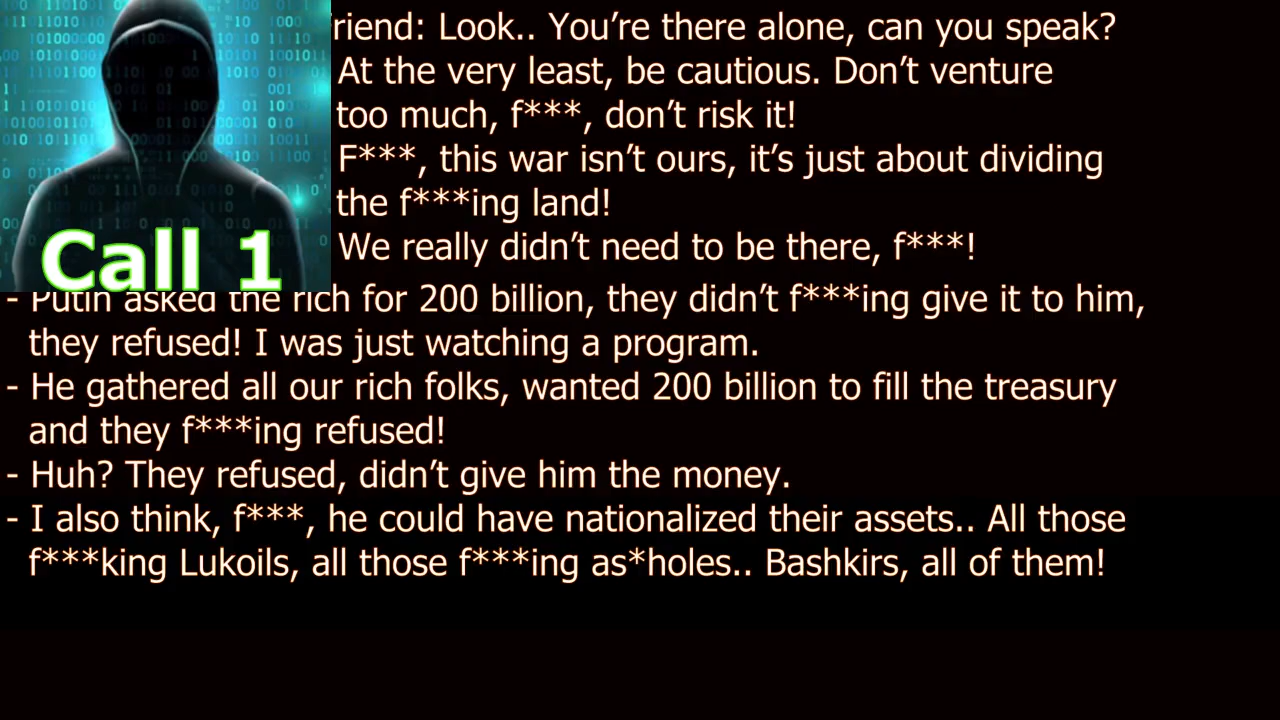 riend: Look.. You're there alone, can you speak?
At the very least, be cautious. Don't venture
too much, f***, don't risk it!
F***, this war isn't ours, it's just about dividing
the f***ing land!
We really didn't need to be there, f***!
Call 1
- Putin asked the rich for 200 billion, they didn't f***ing give it to him,
they refused! I was just watching a program.
- He gathered all our rich folks, wanted 200 billion to fill the treasury
and they f***ing refused!
- Huh? They refused, didn't give him the money.
- I also think, f***, he could have nationalized their assets.. All those
f***king Lukoils, all those f***ing as*holes.. Bashkirs, all of them!